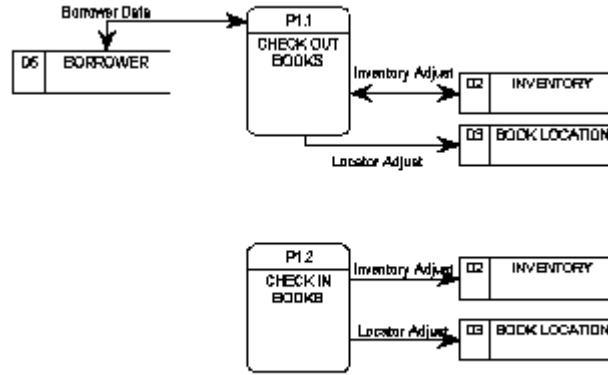 Borrower Data
P1.1
CHECK OUT
BOOKS
D5 BORROWER
Inventory Adjust
D2 INVENTORY
D3 BOOK LOCATION
Locator Adjust
P1.2
CHECK IN
BOOKS
Inventory Adjust
D2 INVENTORY
Locator Adjust
D3 BOOK LOCATION